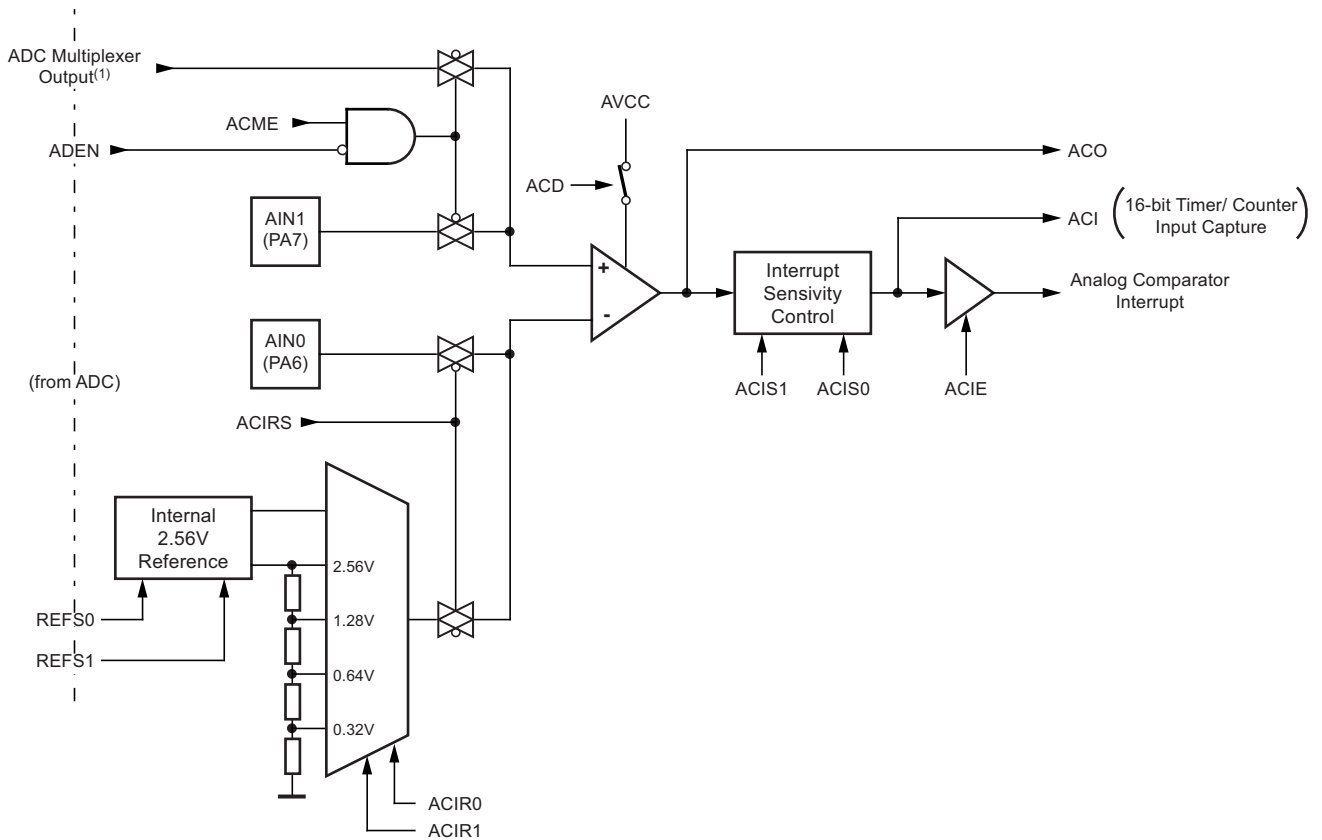 ADC Multiplexer
Output(1)
ACME
ADEN
AIN1
(PA7)
AVCC
ACD
+
-
ACO
ACI
(16-bit Timer/ Counter
Input Capture)
Interrupt
Sensivity
Control
Analog Comparator
Interrupt
AIN0
(PA6)
(from ADC)
ACIS1
ACIS0
ACIE
ACIRS
Internal
2.56V
Reference
2.56V
1.28V
0.64V
0.32V
REFS0
REFS1
ACIR0
ACIR1